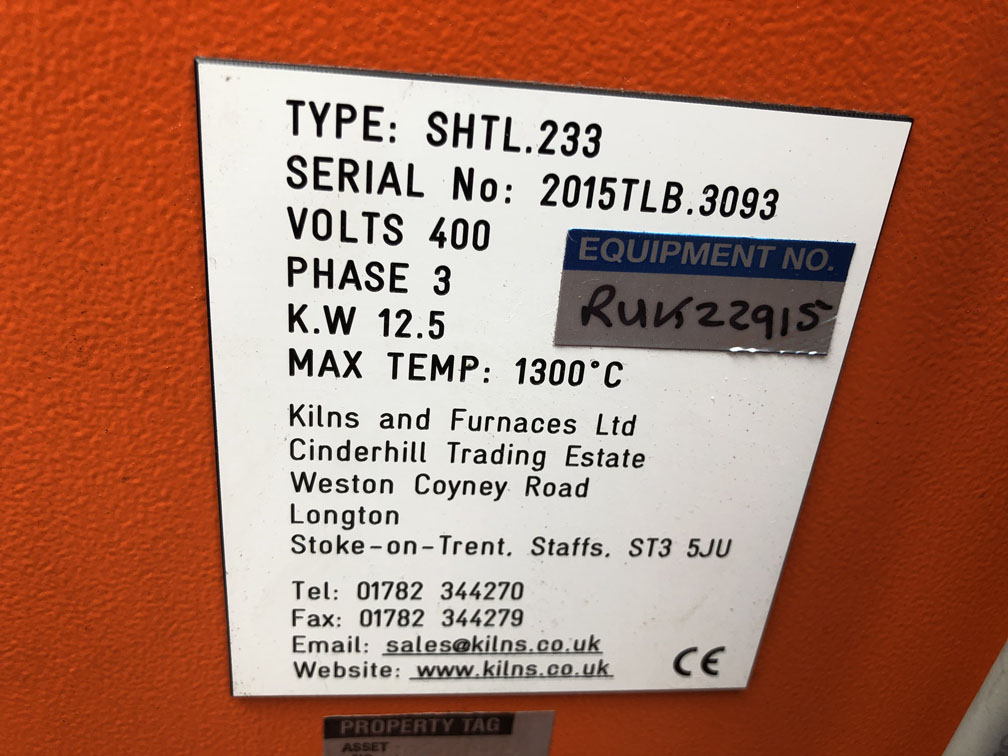 TYPE: SHTL.233
SERIAL No: 2015TLB.3093
VOLTS 400
EQUIPMENT NO.
RUK22915
PHASE 3
K.W 12.5
MAX TEMP: 1300°C
Kilns and Furnaces Ltd
Cinderhill Trading Estate
Weston Coyney Road
Longton
Stoke-on-Trent. Staffs. ST3 5JU
Tel: 01782 344270
Fax: 01782 344279
Email: sales@kilns.co.uk
Website: www.kilns.co.uk
CE
PROPERTY TAG
ASSET